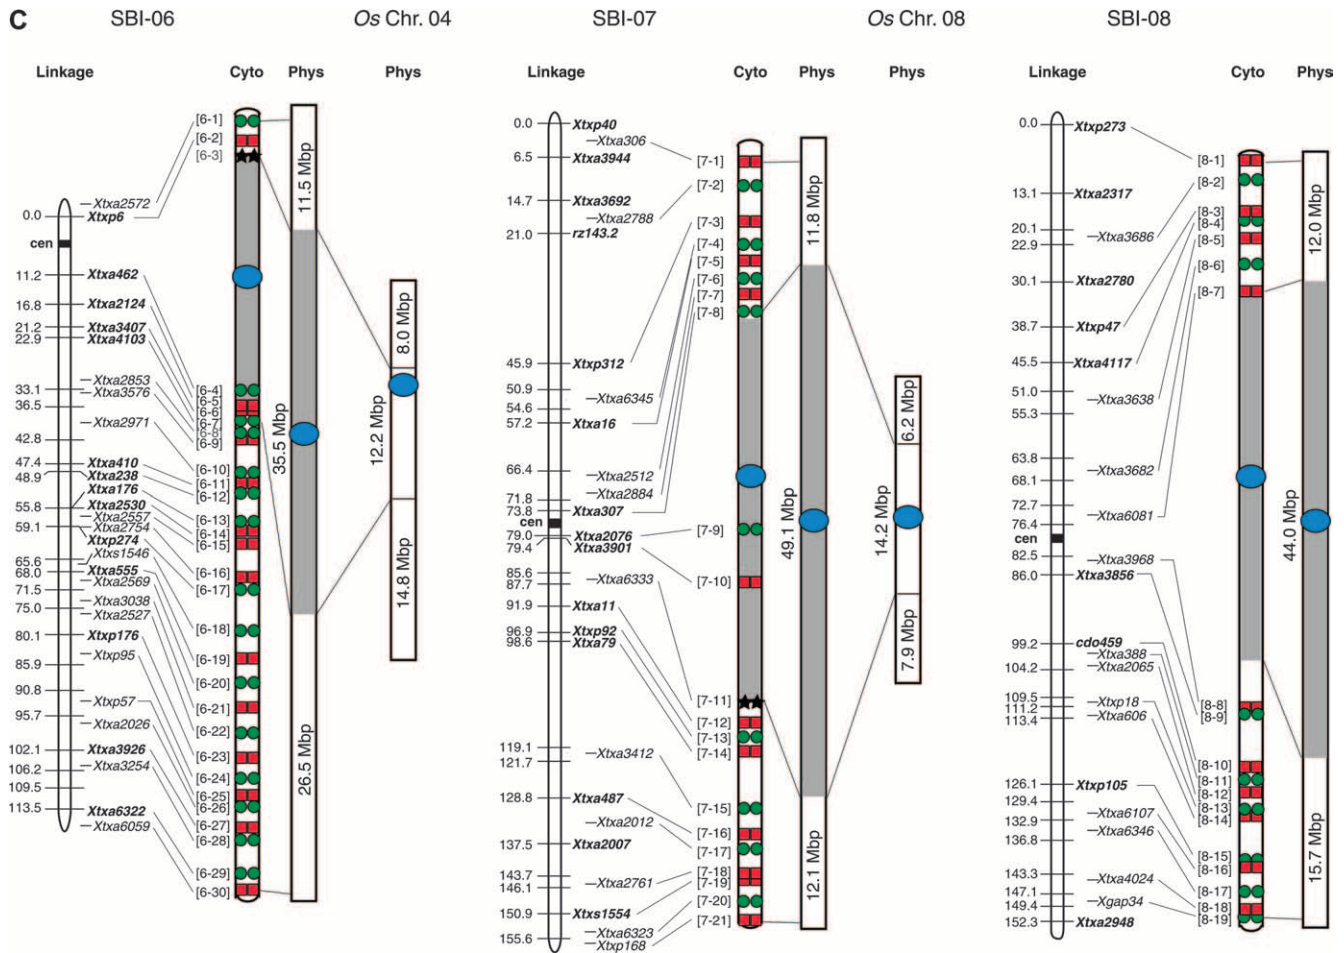 C
SBI-06
Os Chr. 04
SBI-07
Os Chr. 08
SBI-08
Linkage
Cyto
Phys
Phys
Linkage
Cyto
Phys
Phys
Linkage
Cyto
Phys
0.0
cen
11.2
16.8
21.2
22.9
33.1
36.5
42.8
47.4
48.9
55.8
59.1
65.6
68.0
71.5
75.0
80.1
85.9
90.8
95.7
102.1
106.2
109.5
113.5
Xtxa2572
Xtxp6
Xtxa462
Xtxa2124
Xtxa3407
Xtxa4103
Xtxa2853
Xtxa3576
Xtxa2971
Xtxa410
Xtxa238
Xtxa176
Xtxa2530
Xtxa2557
Xtxa2754
Xtxp274
Xtxs1546
Xtxa555
Xtxa2569
Xtxa3038
Xtxa2527
Xtxp176
Xtxp95
Xtxp57
Xtxa2026
Xtxa3926
Xtxa3254
Xtxa6322
Xtxa6059
[6-1]
[6-2]
[6-3]
[6-4]
[6-5]
[6-6]
[6-7]
[6-8]
[6-9]
[6-10]
[6-11]
[6-12]
[6-13]
[6-14]
[6-15]
[6-16]
[6-17]
[6-18]
[6-19]
[6-20]
[6-21]
[6-22]
[6-23]
[6-24]
[6-25]
[6-26]
[6-27]
[6-28]
[6-29]
[6-30]
11.5 Mbp
35.5 Mbp
26.5 Mbp
8.0 Mbp
12.2 Mbp
14.8 Mbp
0.0
6.5
14.7
21.0
45.9
50.9
54.6
57.2
66.4
71.8
73.8
cen
79.0
79.4
85.6
87.7
91.9
96.9
98.6
119.1
121.7
128.8
137.5
143.7
146.1
150.9
155.6
Xtxp40
Xtxa306
Xtxa3944
Xtxa3692
Xtxa2788
rz143.2
Xtxp312
Xtxa6345
Xtxa16
Xtxa2512
Xtxa2884
Xtxa307
Xtxa2076
Xtxa3901
Xtxa6333
Xtxa11
Xtxp92
Xtxa79
Xtxa3412
Xtxa487
Xtxa2012
Xtxa2007
Xtxa2761
Xtxs1554
Xtxa6323
Xtxp168
[7-1]
[7-2]
[7-3]
[7-4]
[7-5]
[7-6]
[7-7]
[7-8]
[7-9]
[7-10]
[7-11]
[7-12]
[7-13]
[7-14]
[7-15]
[7-16]
[7-17]
[7-18]
[7-19]
[7-20]
[7-21]
11.8 Mbp
49.1 Mbp
12.1 Mbp
6.2 Mbp
14.2 Mbp
7.9 Mbp
0.0
13.1
20.1
22.9
30.1
38.7
45.5
51.0
55.3
63.8
68.1
72.7
76.4
cen
82.5
86.0
99.2
104.2
109.5
111.2
113.4
126.1
129.4
132.9
136.8
143.3
147.1
149.4
152.3
Xtxp273
Xtxa2317
Xtxa3686
Xtxa2780
Xtxp47
Xtxa4117
Xtxa3638
Xtxa3682
Xtxa6081
Xtxa3968
Xtxa3856
cdo459
Xtxa388
Xtxa2065
Xtxp18
Xtxa606
Xtxp105
Xtxa6107
Xtxa6346
Xtxa4024
Xgap34
Xtxa2948
[8-1]
[8-2]
[8-3]
[8-4]
[8-5]
[8-6]
[8-7]
[8-8]
[8-9]
[8-10]
[8-11]
[8-12]
[8-13]
[8-14]
[8-15]
[8-16]
[8-17]
[8-18]
[8-19]
12.0 Mbp
44.0 Mbp
15.7 Mbp